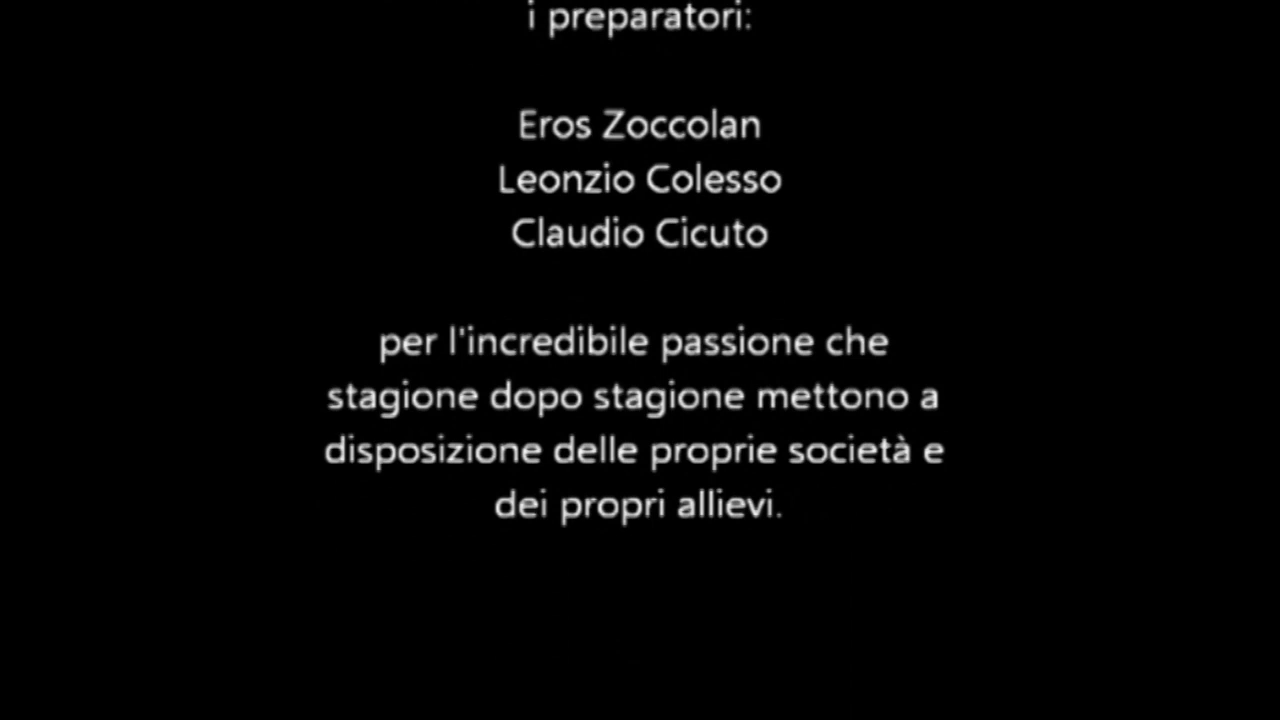 i preparatori:
Eros Zoccolan
Leonzio Colesso
Claudio Cicuto
per l'incredibile passione che
stagione dopo stagione mettono a
disposizione delle proprie società e
dei propri allievi.